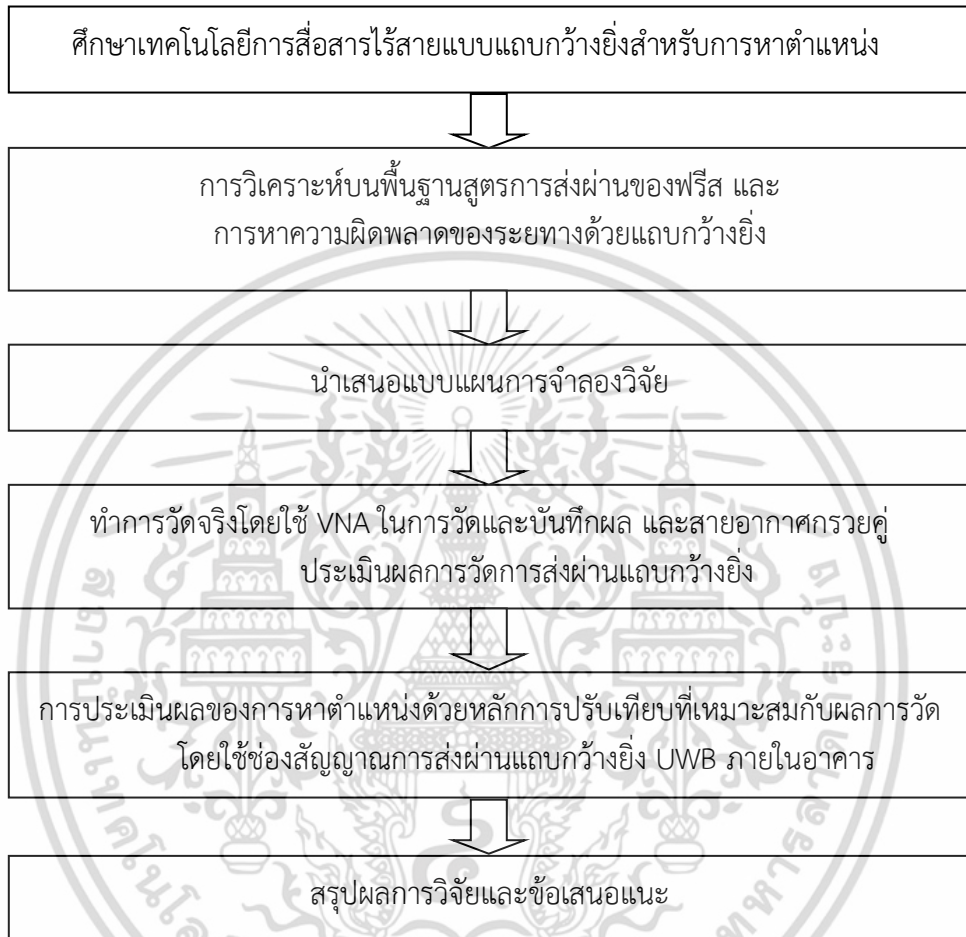 ศึกษาเทคโนโลยีการสื่อสารไร้สายแบบแถบกว้างยิ่งสำหรับการหาตำแหน่ง
การวิเคราะห์บนพื้นฐานสูตรการส่งผ่านของฟรีส และ
การหาความผิดพลาดของระยทางด้วยแถบกว้างยิ่ง
นำเสนอแบบแผนการจำลองวิจัย
ทำการวัดจริงโดยใช้ VNA ในการวัดและบันทึกผล และสายอากาศกรวยคู่
ประเมินผลการวัดการส่งผ่านแถบกว้างยิ่ง
การประเมินผลของการหาตำแหน่งด้วยหลักการปรับเทียบที่เหมาะสมกับผลการวัด
โดยใช้ช่องสัญญาณการส่งผ่านแถบกว้างยิ่ง UWB ภายในอาคาร
สรุปผลการวิจัยและข้อเสนอแนะ